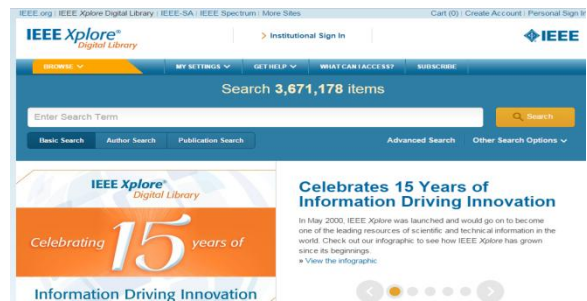 IEEE.org | IEEE Xplore Digital Library | IEEE-SA | IEEE Spectrum | More Sites
Cart (0) | Create Account | Personal Sign In
IEEE Xplore®
Digital Library
> Institutional Sign In
IEEE
BROWSE
MY SETTINGS
GET HELP
WHAT CAN I ACCESS?
SUBSCRIBE
Search 3,671,178 items
Enter Search Term
Search
Basic Search
Author Search
Publication Search
Advanced Search
Other Search Options
IEEE Xplore®
Digital Library
Celebrating 15 years of
Information Driving Innovation
Celebrates 15 Years of
Information Driving Innovation
In May 2000, IEEE Xplore was launched and would go on to become
one of the leading resources of scientific and technical information in the
world. Check out our infographic to see how IEEE Xplore has grown
since its beginnings.
» View the infographic